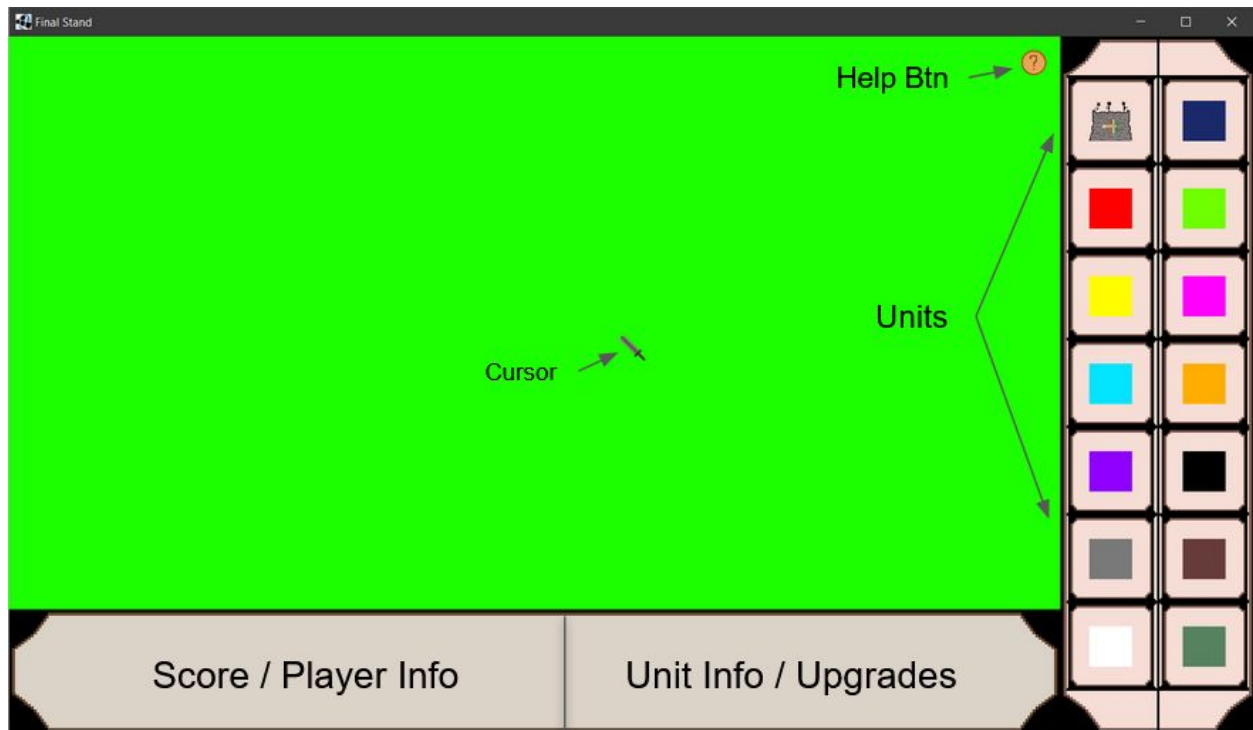 Final Stand
Help Btn
?
Units
Cursor
Score / Player Info
Unit Info / Upgrades